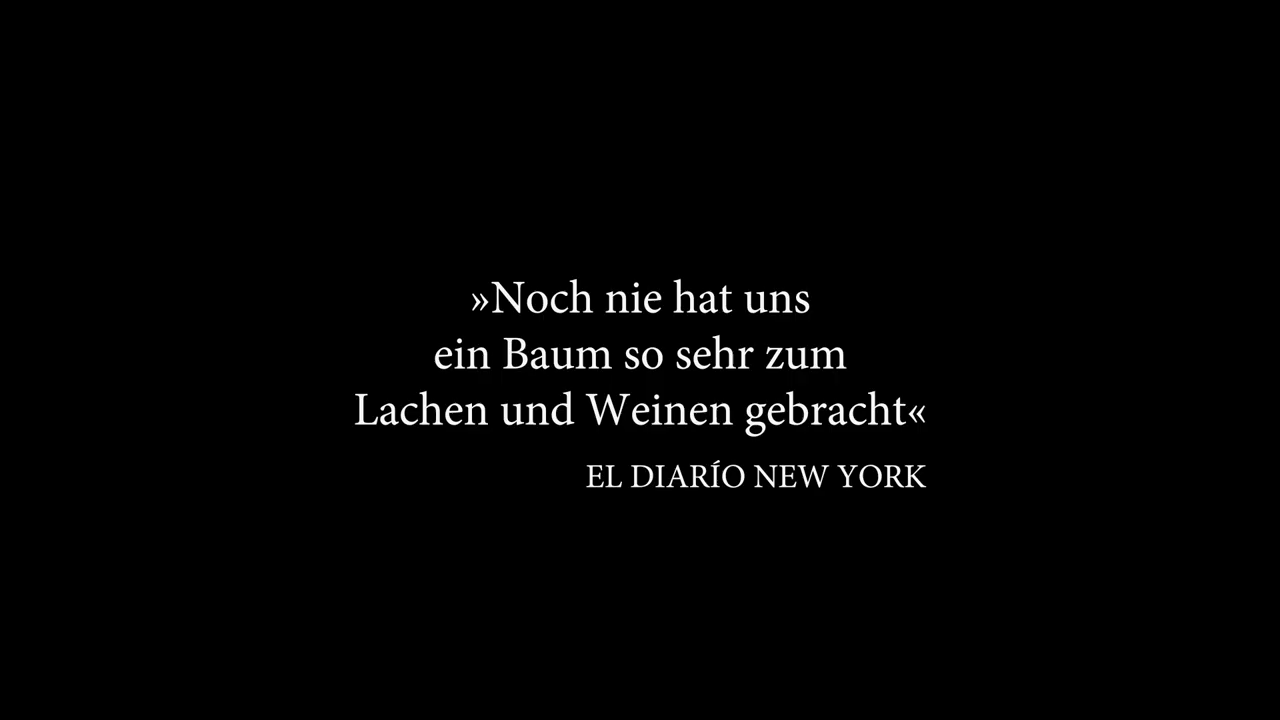 »Noch nie hat uns
ein Baum so sehr zum
Lachen und Weinen gebracht«
EL DIARÍO NEW YORK